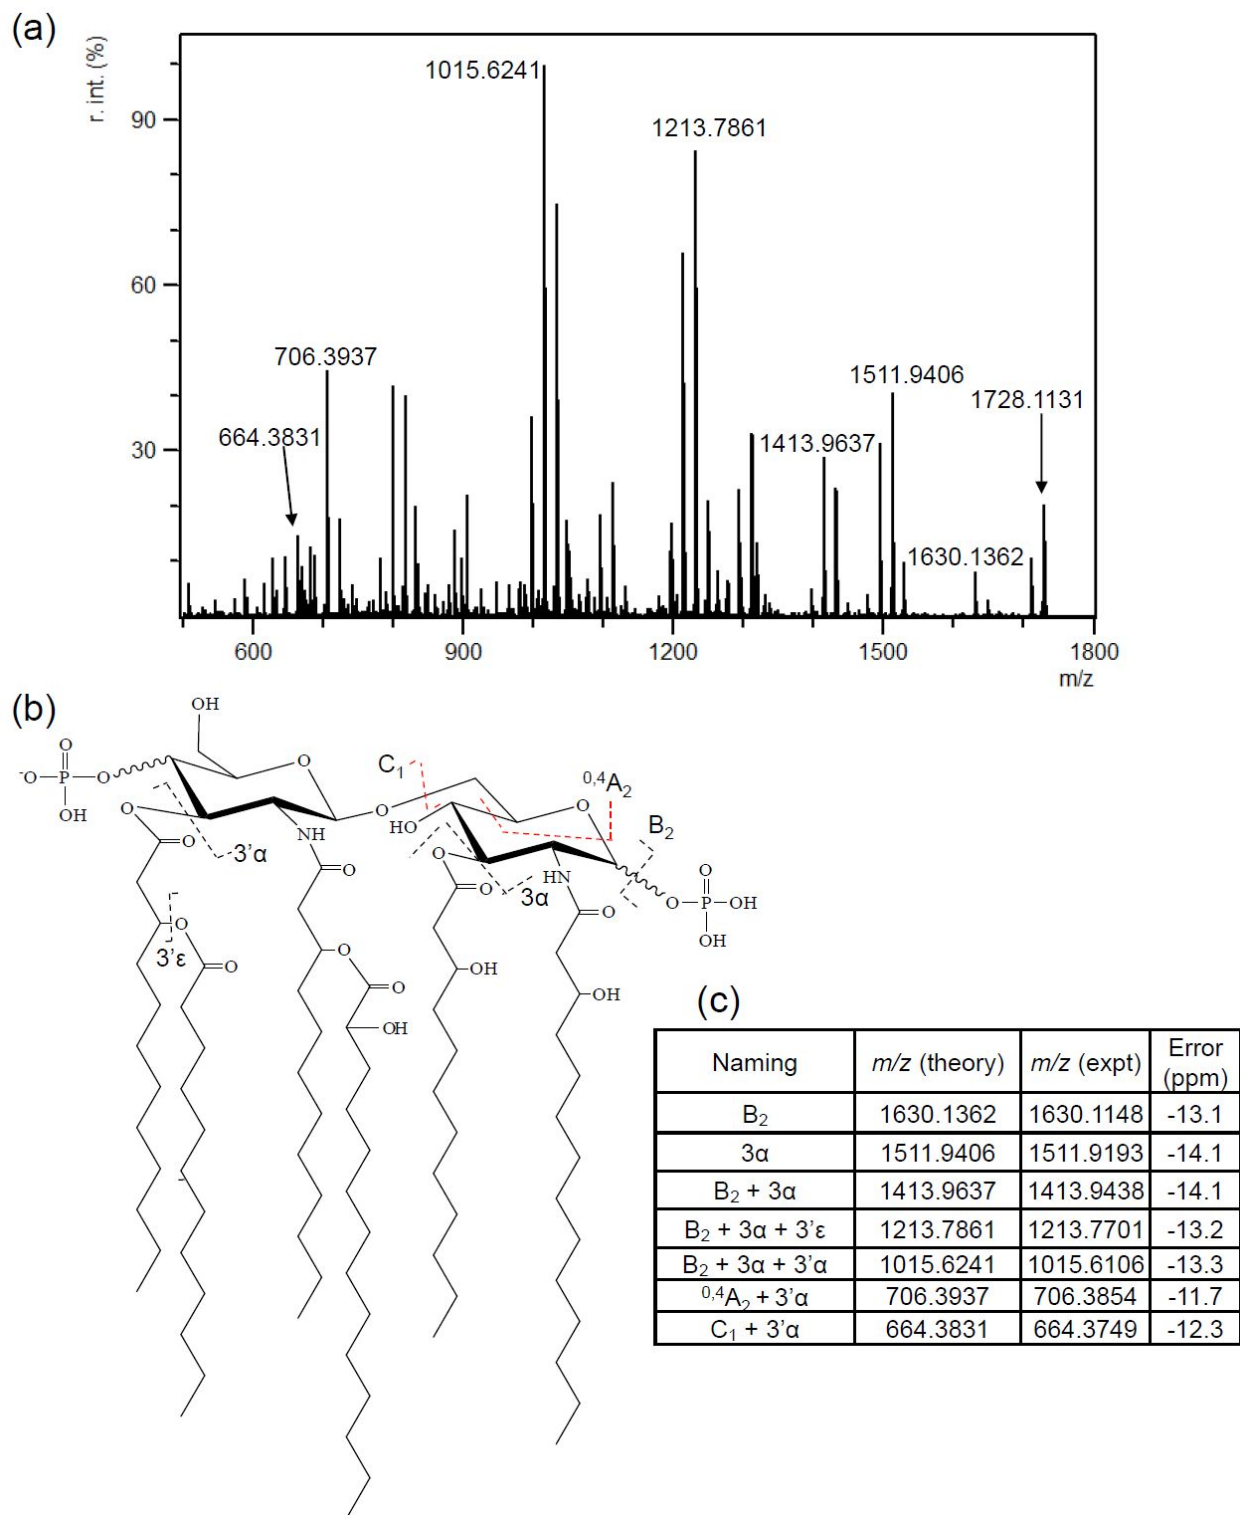 (a)
r. int. (%)
90
60
30
1015.6241
1213.7861
706.3937
664.3831
1511.9406
1728.1131
1413.9637
1630.1362
600
900
1200
1500
1800
m/z
(b)
OH
O
-O
P
O
OH
O
O
NH
O
O
O
O
3'α
3'ε
O
O
O
OH
C1
0,4A2
B2
O
HO
O
O
3α
HN
O
OH
OH
O
O
P
OH
OH
(c)
Naming m/z (theory) m/z (expt) Error (ppm)
B2 1630.1362 1630.1148 -13.1
3α 1511.9406 1511.9193 -14.1
B2 + 3α 1413.9637 1413.9438 -14.1
B2 + 3α + 3'ε 1213.7861 1213.7701 -13.2
B2 + 3α + 3'α 1015.6241 1015.6106 -13.3
0,4A2 + 3'α 706.3937 706.3854 -11.7
C1 + 3'α 664.3831 664.3749 -12.3